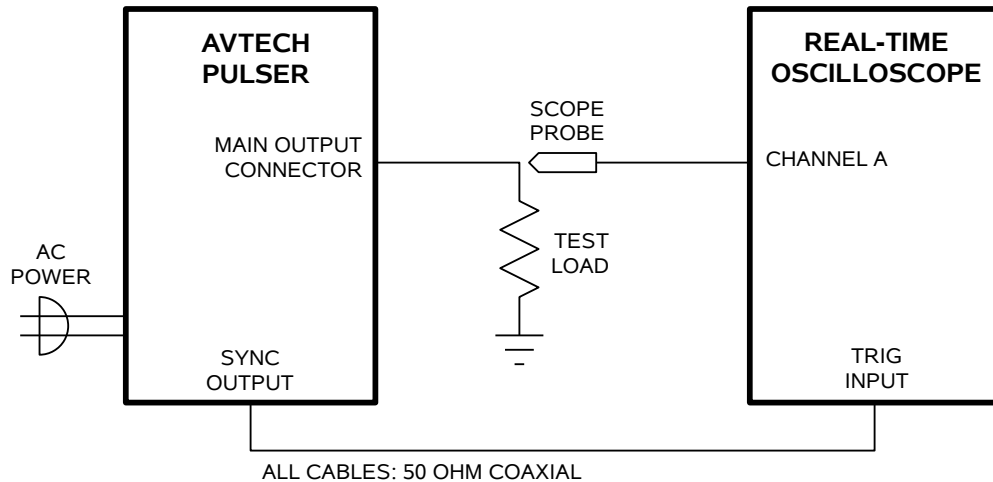 AVTECH
PULSER
REAL-TIME
OSCILLOSCOPE
SCOPE
PROBE
MAIN OUTPUT
CONNECTOR
CHANNEL A
TEST
LOAD
AC
POWER
SYNC
OUTPUT
TRIG
INPUT
ALL CABLES: 50 OHM COAXIAL